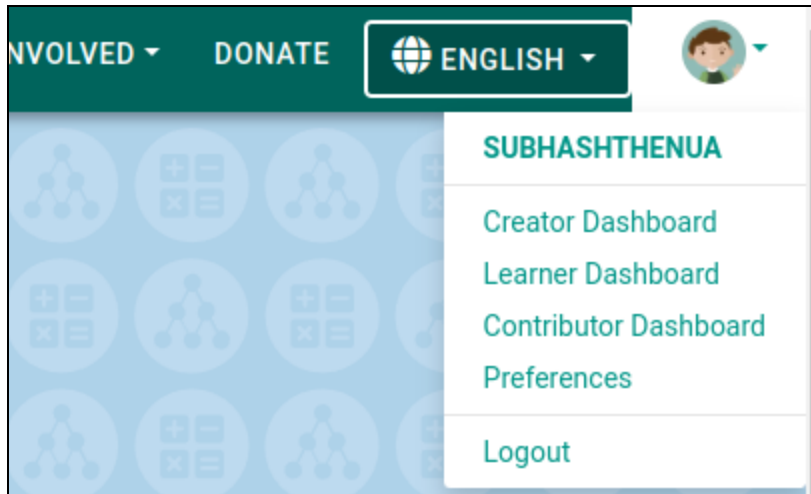 NVOLVED
DONATE
ENGLISH
SUBHASHTHENUA
Creator Dashboard
Learner Dashboard
Contributor Dashboard
Preferences
Logout